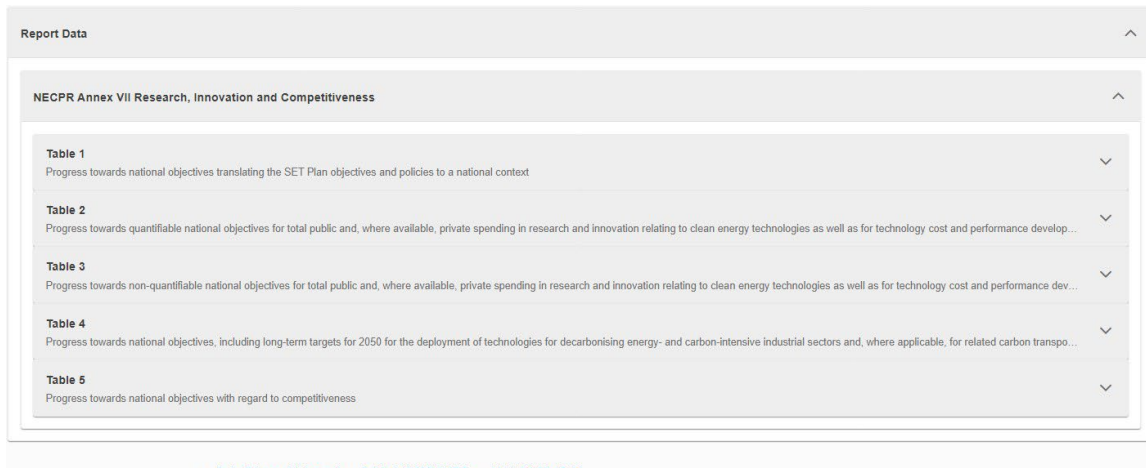 Report Data
NECPR Annex VII Research, Innovation and Competitiveness
Table 1
Progress towards national objectives translating the SET Plan objectives and policies to a national context
Table 2
Progress towards quantifiable national objectives for total public and, where available, private spending in research and innovation relating to clean energy technologies as well as for technology cost and performance develop...
Table 3
Progress towards non-quantifiable national objectives for total public and, where available, private spending in research and innovation relating to clean energy technologies as well as for technology cost and performance dev...
Table 4
Progress towards national objectives, including long-term targets for 2050 for the deployment of technologies for decarbonising energy- and carbon-intensive industrial sectors and, where applicable, for related carbon transpo...
Table 5
Progress towards national objectives with regard to competitiveness